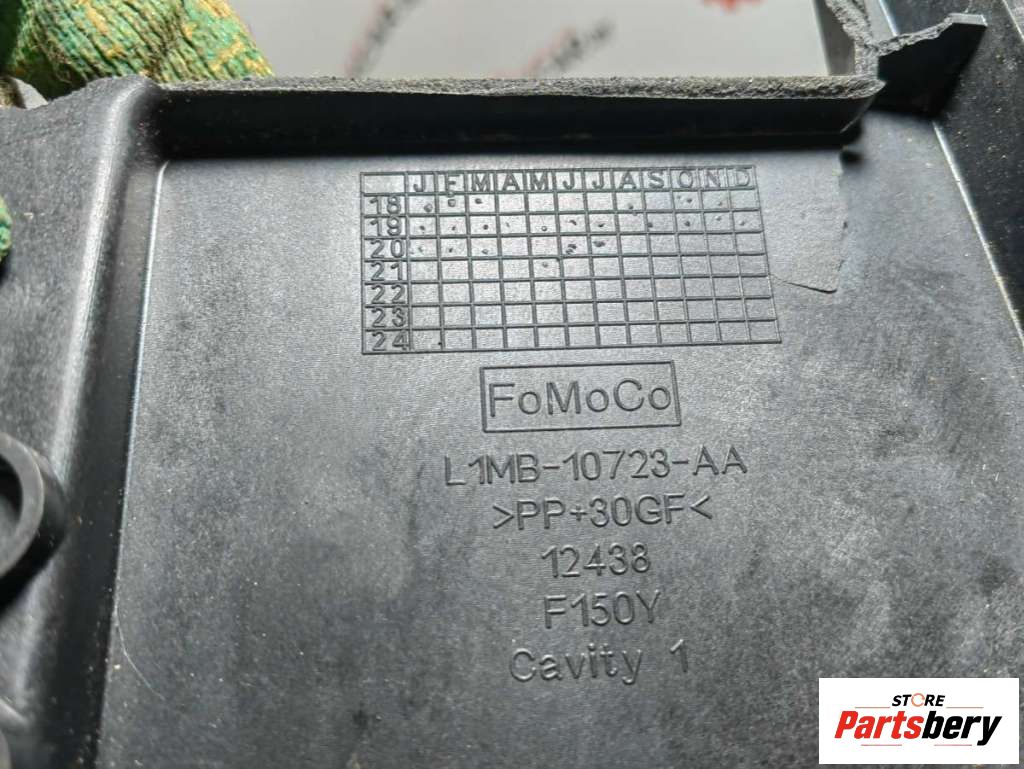 J F M A M J J A S O N D
18
19
20
21
22
23
24
FoMoCo
L1MB-10723-AA
>PP+30GF<
12438
F150Y
Cavity 1
STORE
Partsbery